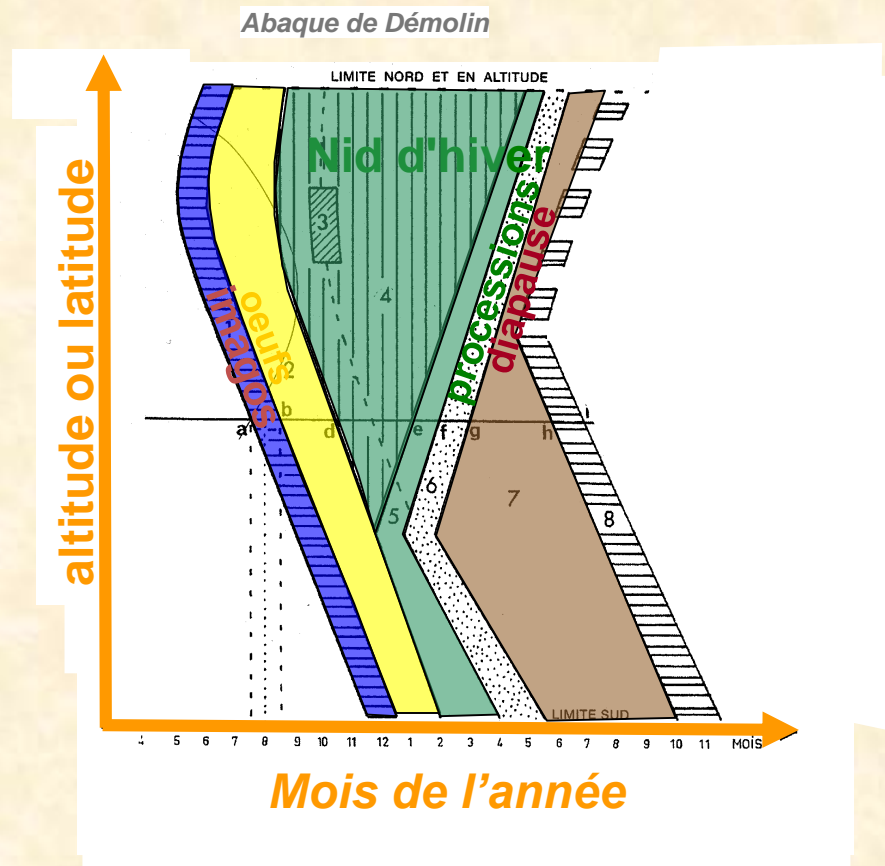 Abaque de Démolin
LIMITE NORD ET EN ALTITUDE
Nid d'hiver
3
4
processions
diapause
oeufs
imagos
2
altitude ou latitude
a b d e f g h i
6
7
5
8
LIMITE SUD
4 5 6 7 8 9 10 11 12 1 2 3 4 5 6 7 8 9 10 11 MOIS
Mois de l'année